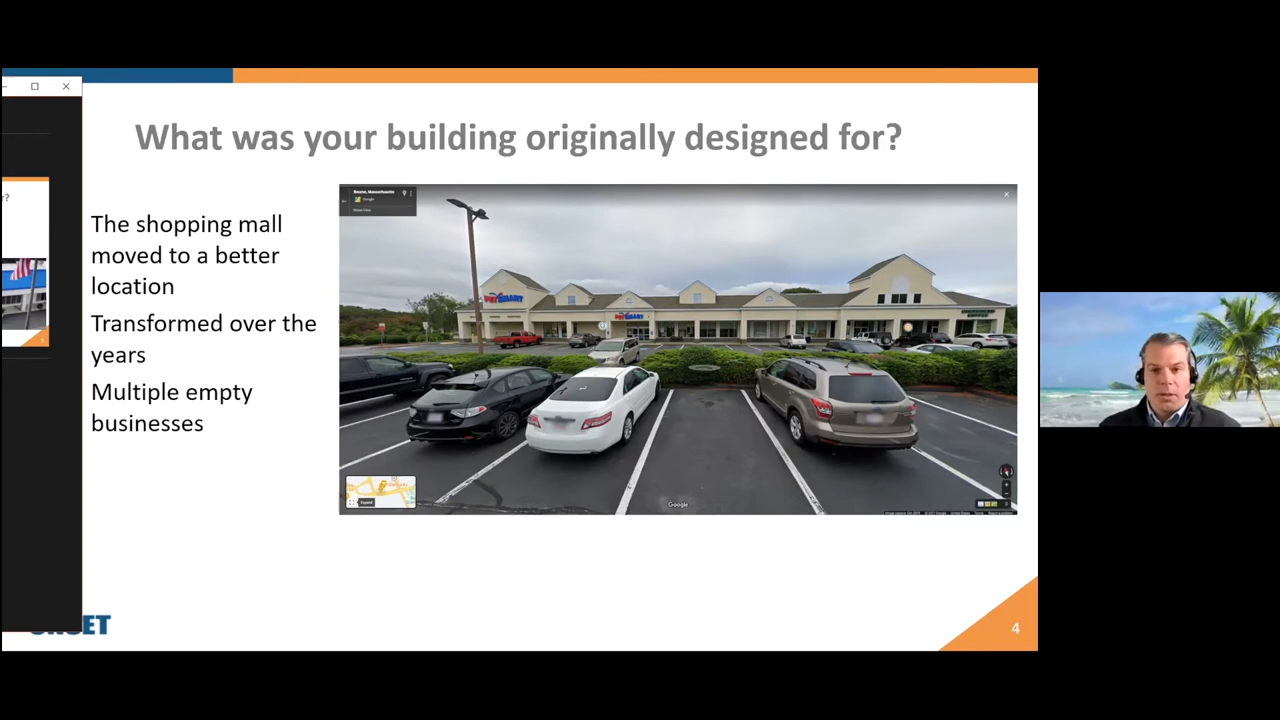 What was your building originally designed for?
The shopping mall
moved to a better
location
Transformed over the
years
Multiple empty
businesses
PETSMART
PETSMART
Google
Expand
4